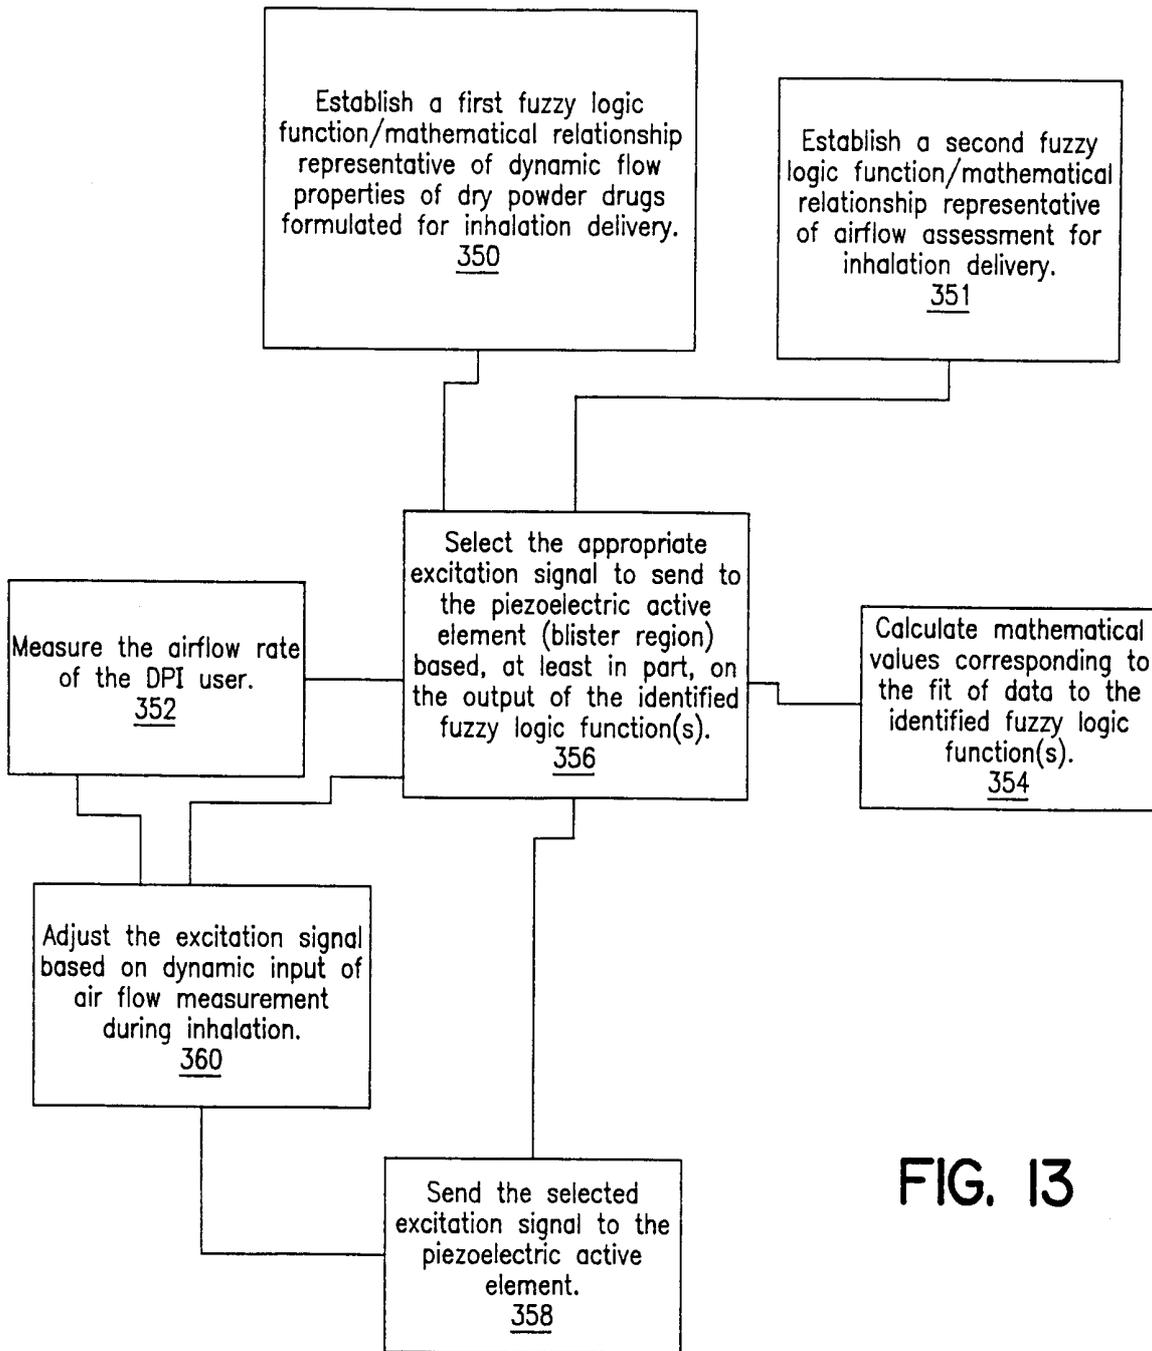 Establish a first fuzzy logic
function/mathematical relationship
representative of dynamic flow
properties of dry powder drugs
formulated for inhalation delivery.
350
Establish a second fuzzy
logic function/mathematical
relationship representative
of airflow assessment for
inhalation delivery.
351
Select the appropriate
excitation signal to send to
the piezoelectric active
element (blister region)
based, at least in part, on
the output of the identified
fuzzy logic function(s).
356
Measure the airflow rate
of the DPI user.
352
Calculate mathematical
values corresponding to
the fit of data to the
identified fuzzy logic
function(s).
354
Adjust the excitation signal
based on dynamic input of
air flow measurement
during inhalation.
360
Send the selected
excitation signal to the
piezoelectric active
element.
358
FIG. 13